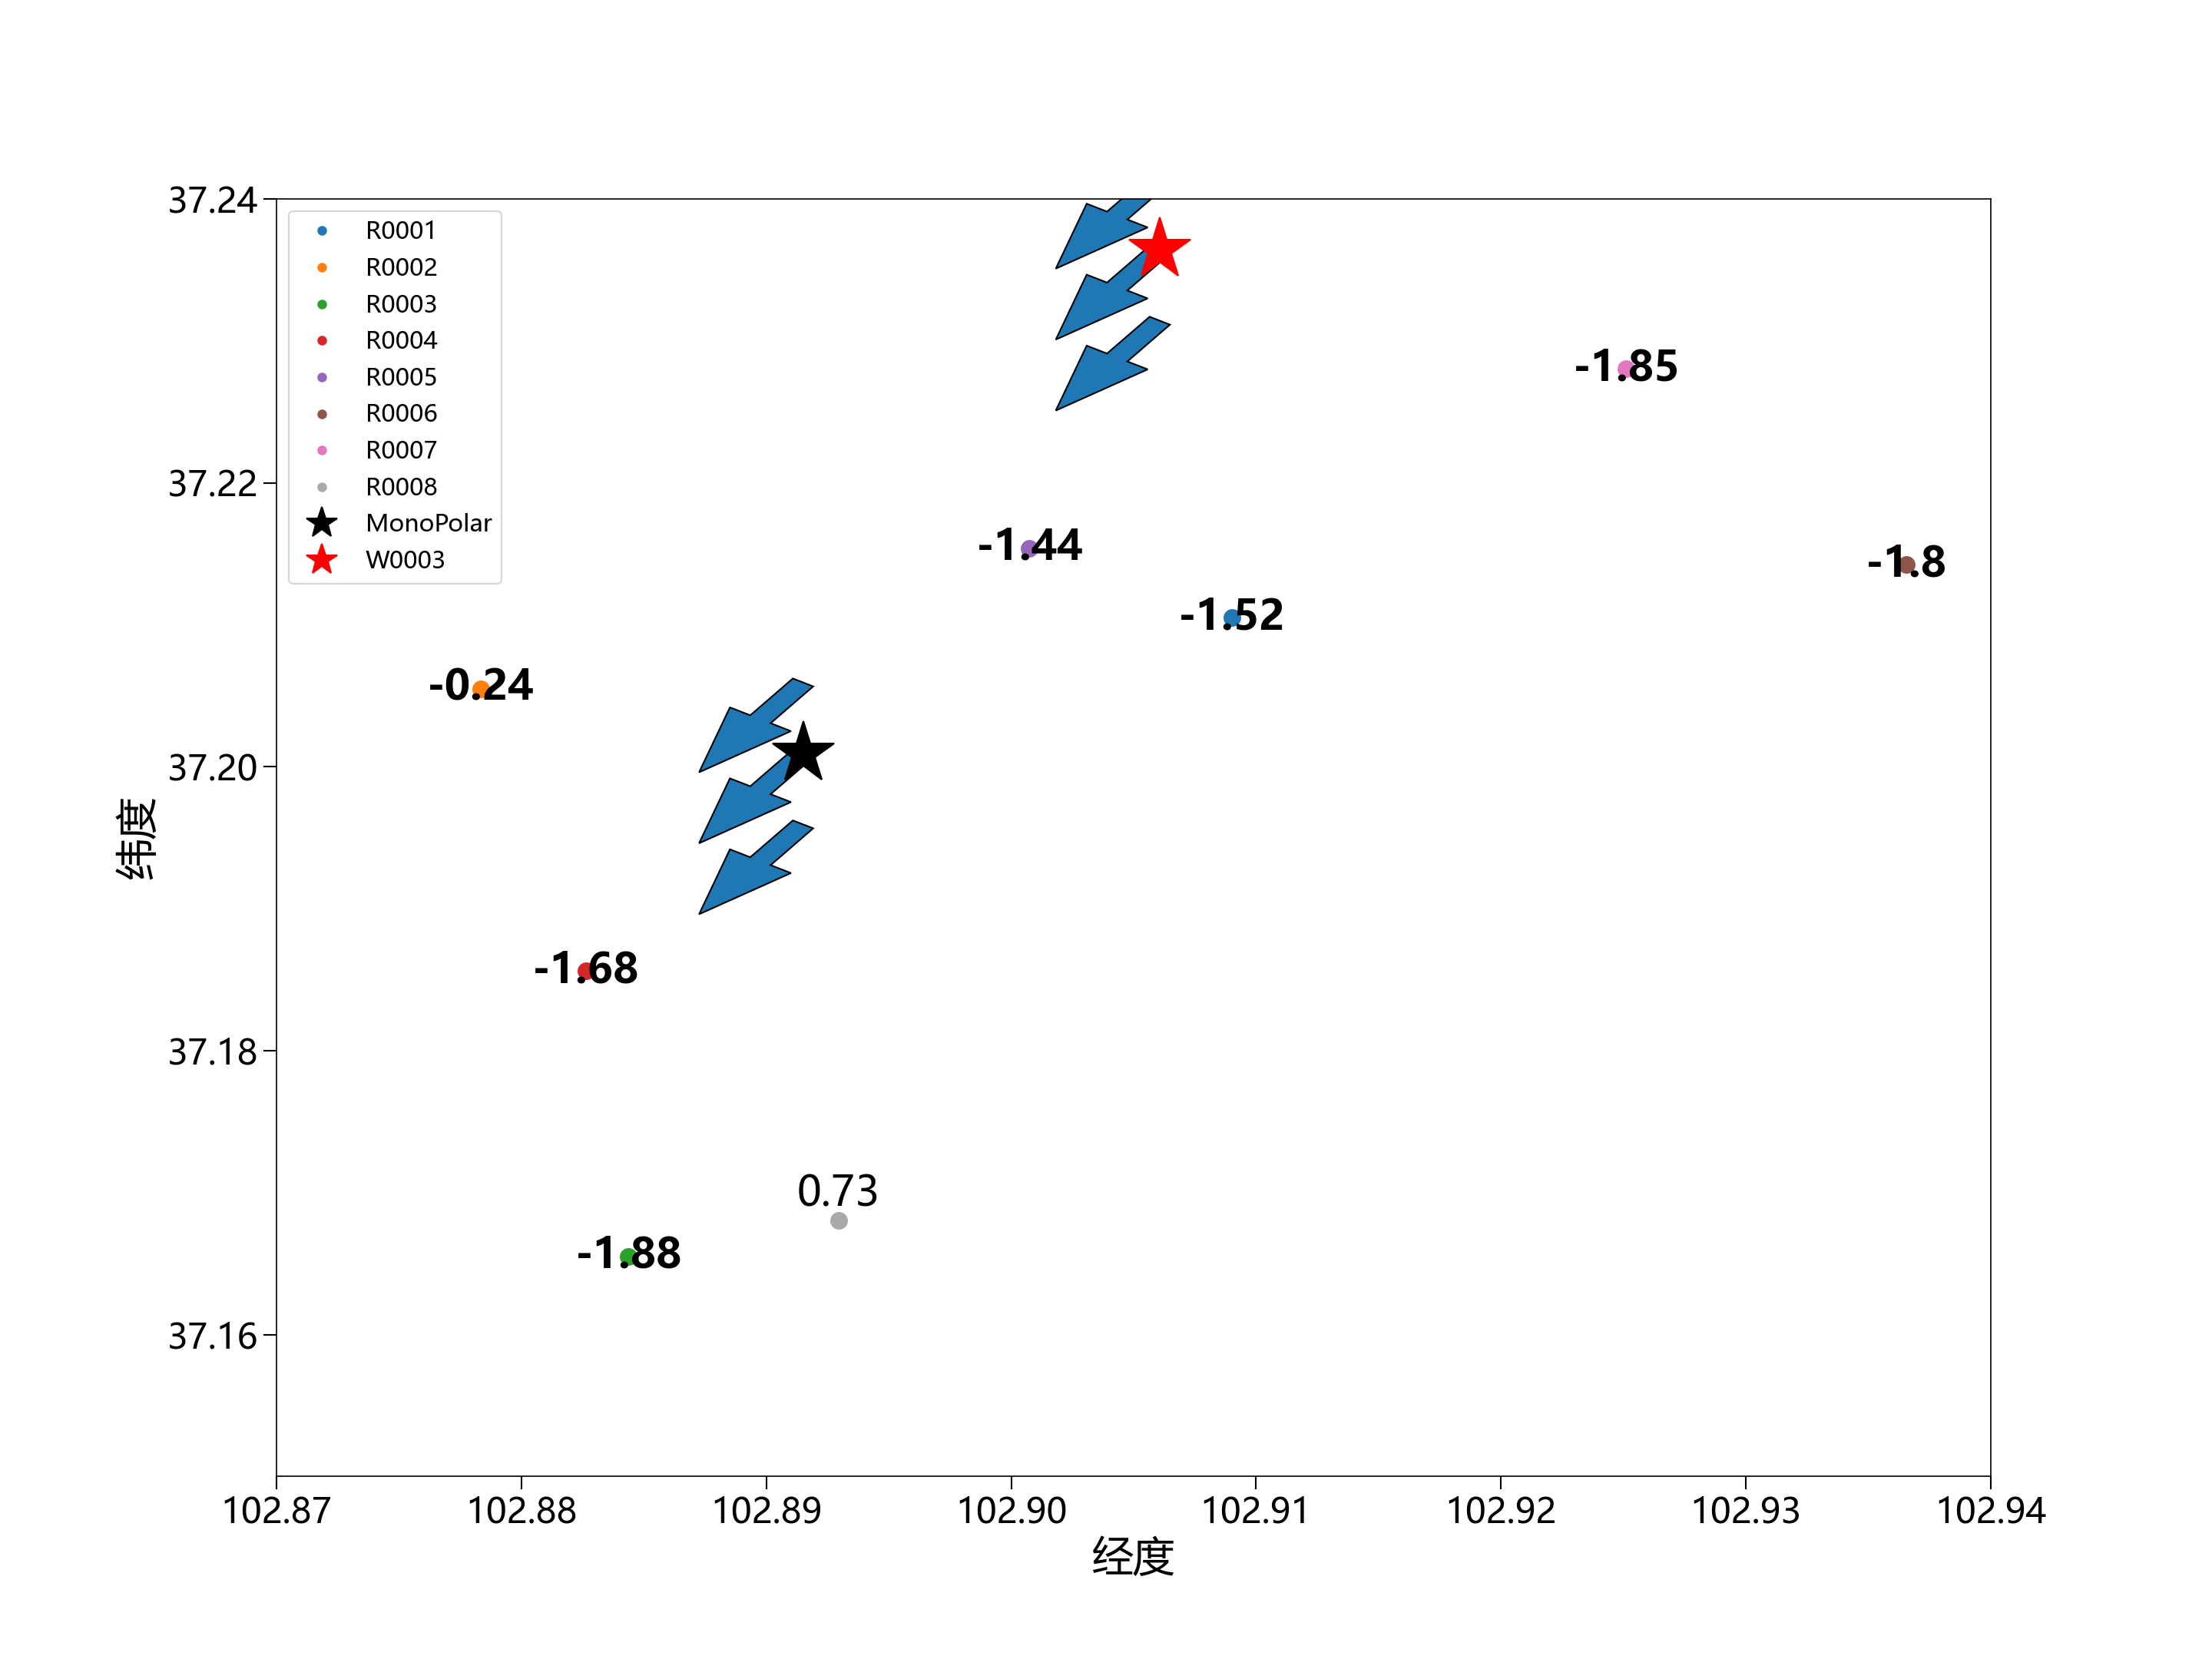 37.24
37.22
37.20
37.18
37.16
纬度
R0001
R0002
R0003
R0004
R0005
R0006
R0007
R0008
MonoPolar
W0003
-1.85
-1.44
-1.8
-1.52
-0.24
-1.68
0.73
-1.88
102.87 102.88 102.89 102.90 102.91 102.92 102.93 102.94
经度